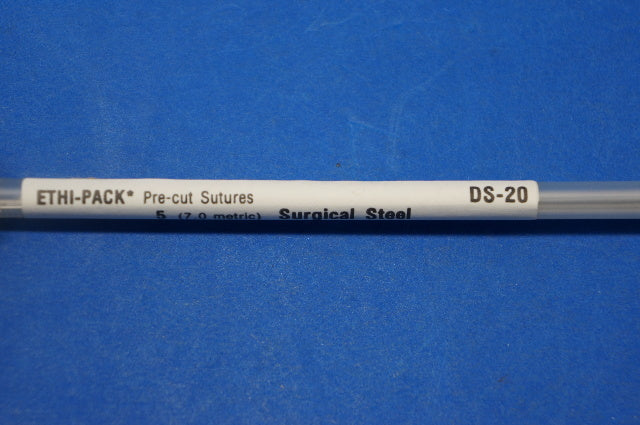 ETHI-PACK* Pre-cut Sutures DS-20
5 (7.0 metric) Surgical Steel